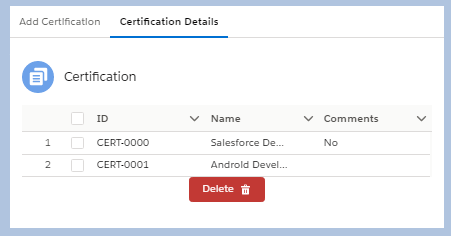 Add Certification Certification Details
Certification
ID Name Comments
1 CERT-0000 Salesforce De... No
2 CERT-0001 Android Devel...
Delete